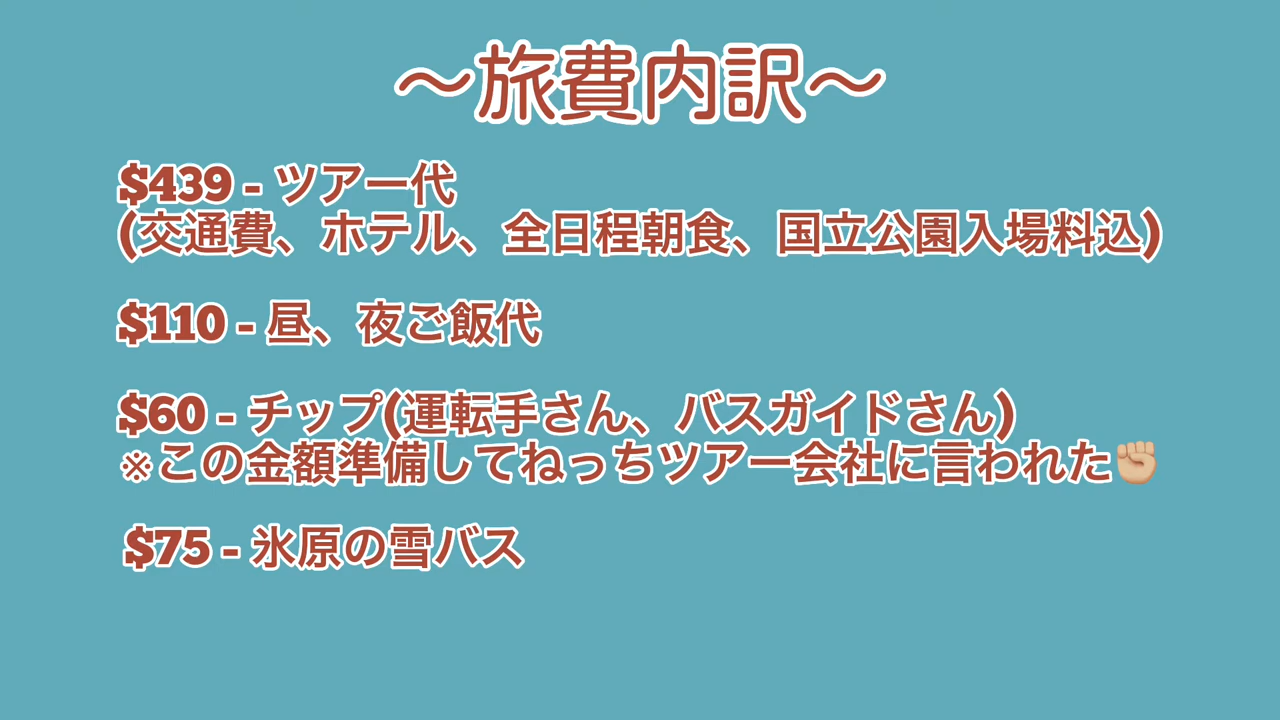 〜旅費内訳〜
$439 - ツアー代
(交通費、ホテル、全日程朝食、国立公園入場料込)
$110 - 昼、夜ご飯代
$60 - チップ(運転手さん、バスガイドさん)
※この金額準備してねっちツアー会社に言われた✊🏼
$75 - 氷原の雪バス